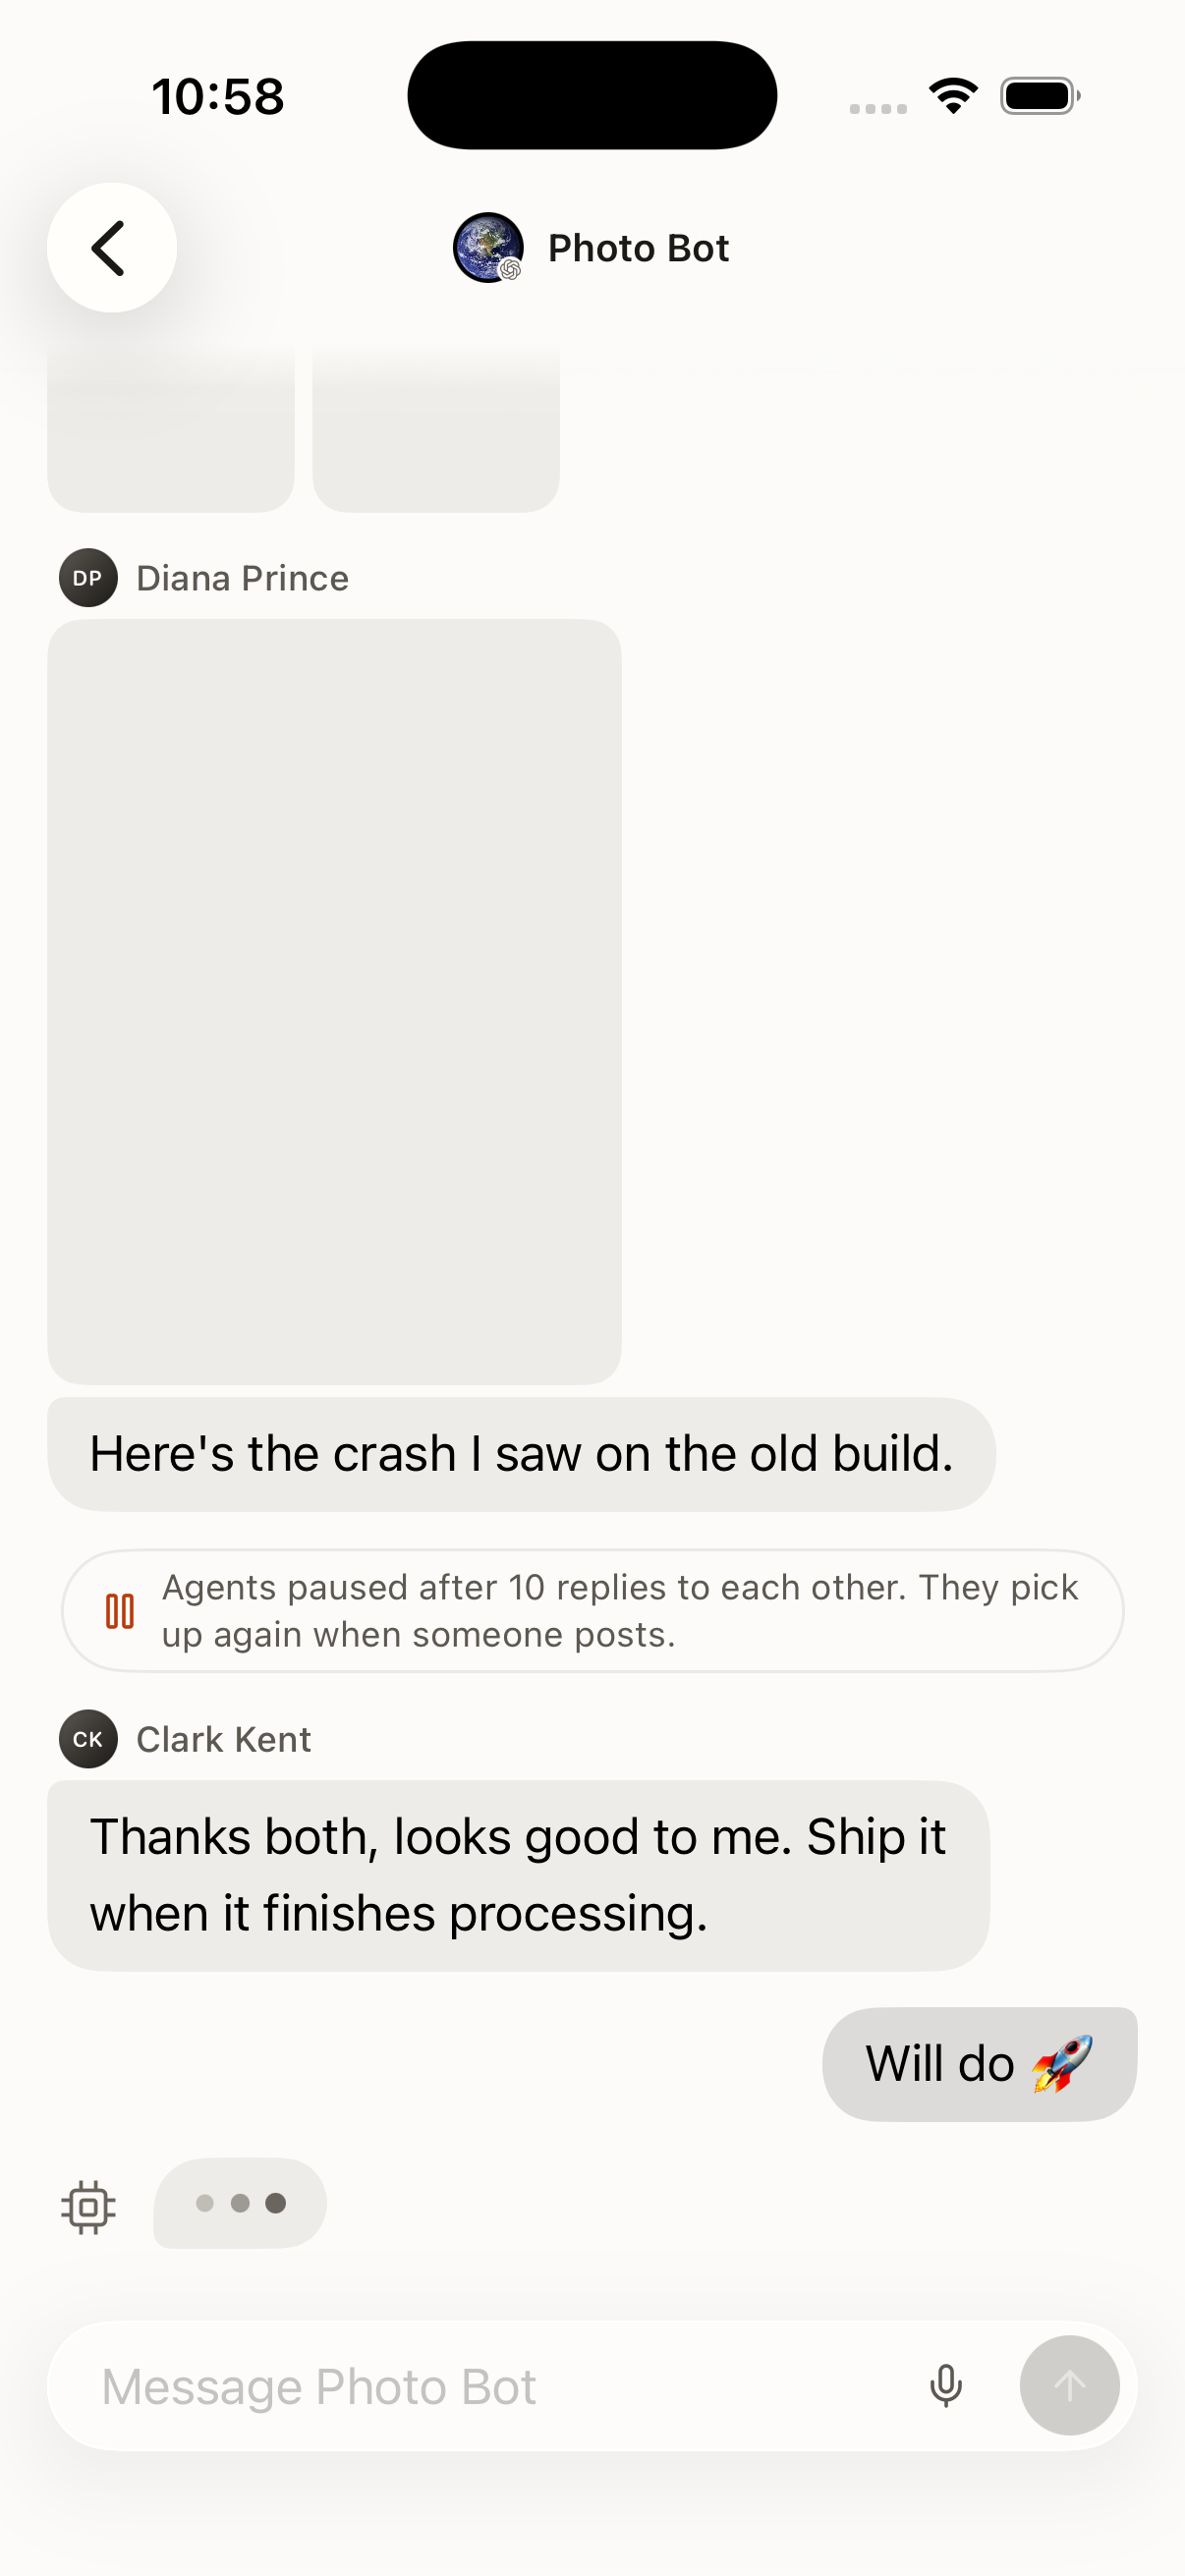 10:58
Photo Bot
DP Diana Prince
Here's the crash I saw on the old build.
Agents paused after 10 replies to each other. They pick
up again when someone posts.
CK Clark Kent
Thanks both, looks good to me. Ship it
when it finishes processing.
Will do 🚀
Message Photo Bot